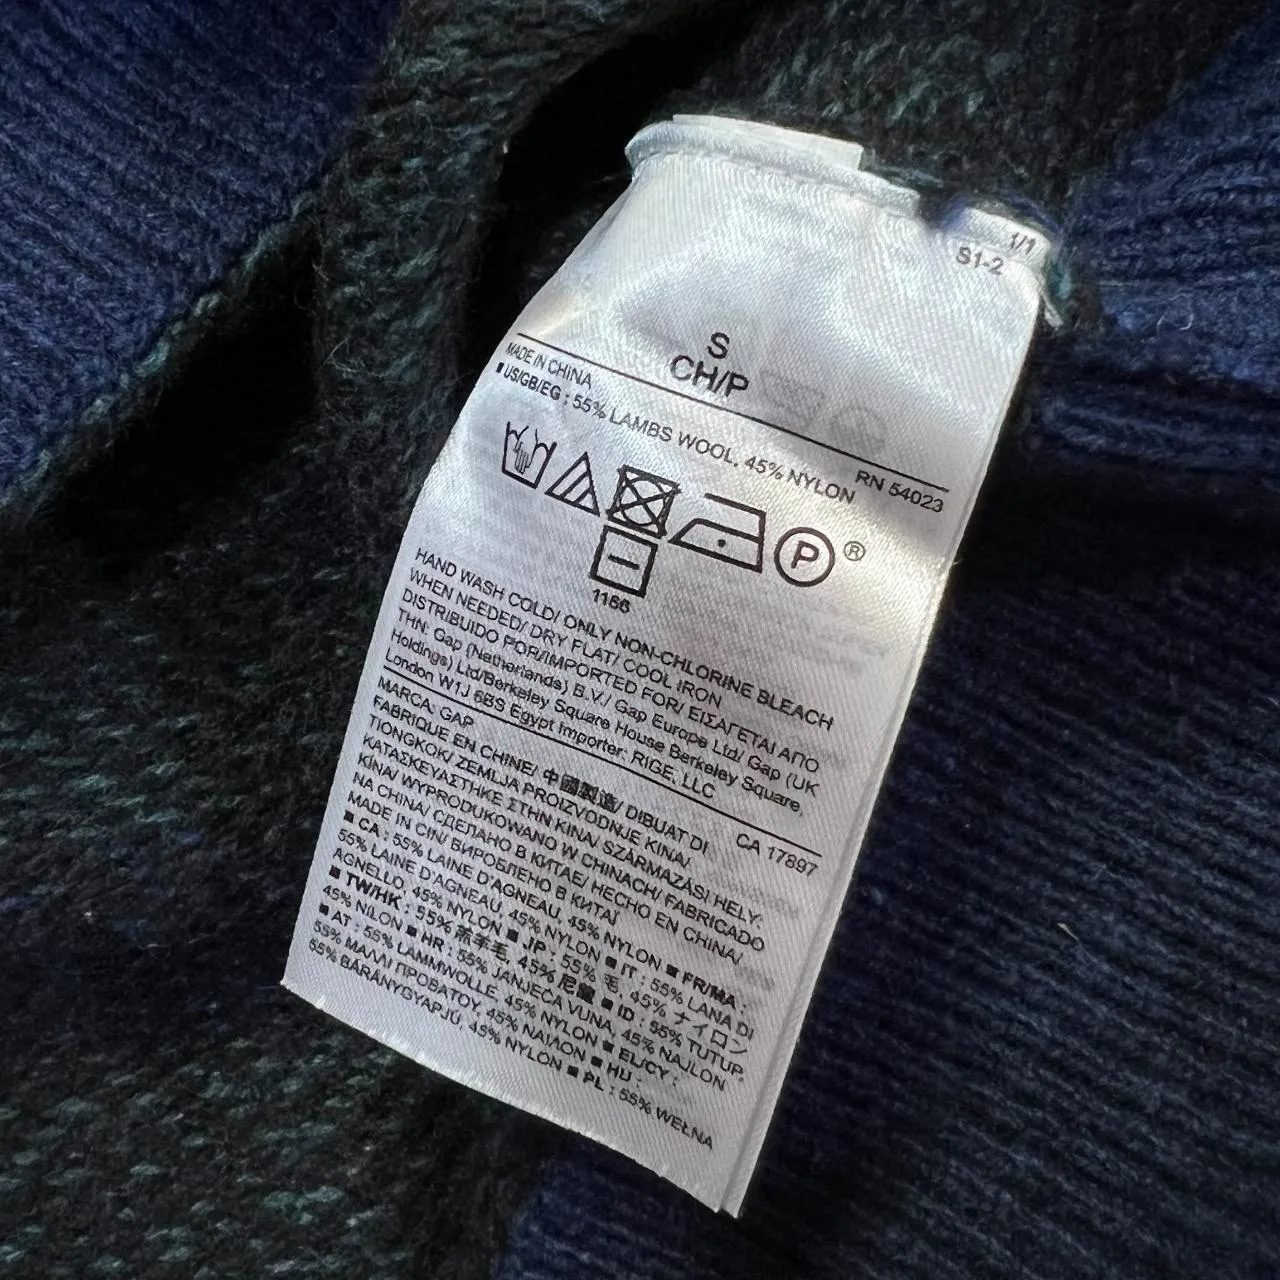 1/1
S1-2
S
CH/P
MADE IN CHINA
RN 54023
■ US/GB/EG : 55% LAMBS WOOL, 45% NYLON
P ®
1166
HAND WASH COLD/ ONLY NON-CHLORINE BLEACH
WHEN NEEDED/ DRY FLAT/ COOL IRON
DISTRIBUIDO POR/IMPORTED FOR/ ΕΙΣΑΓΕΤΑΙ ΑΠΟ
THN: Gap (Netherlands) B.V./ Gap Europe Ltd/ Gap (UK
Holdings) Ltd/Berkeley Square House Berkeley Square,
London W1J 6BS Egypt Importer: RIGE, LLC
MARCA: GAP
CA 17897
FABRIQUE EN CHINE/ 中國製造/ DIBUAT DI
TIONGKOK/ ZEMLJA PROIZVODNJE KINA/
ΚΑΤΑΣΚΕΥΑΣΤΗΚΕ ΣΤΗΝ ΚΙΝΑ/ SZÁRMAZÁSI HELY:
KÍNA/ WYPRODUKOWANO W CHINACH/ FABRICADO
NA CHINA/ СДЕЛАНО В КИТАЕ/ HECHO EN CHINA/
MADE IN CIN/ ВИРОБЛЕНО В КИТАЇ
■ CA : 55% LAINE D'AGNEAU, 45% NYLON ■ FR/MA :
55% LAINE D'AGNEAU, 45% NYLON ■ IT : 55% LANA DI
AGNELLO, 45% NYLON ■ JP : 55% 毛, 45% ナイロン
■ TW/HK : 55% 羔羊毛, 45% 尼龍 ■ ID : 55% TUTUP,
45% NILON ■ HR : 55% JANJEĆA VUNA, 45% NAJLON
■ AT : 55% LAMMWOLLE, 45% NYLON ■ EL/CY :
55% ΜΑΛΛΙ ΠΡΟΒΑΤΟΥ, 45% ΝΑΙΛΟΝ ■ HU :
55% BÁRÁNYGYAPJÚ, 45% NYLON ■ PL : 55% WEŁNA